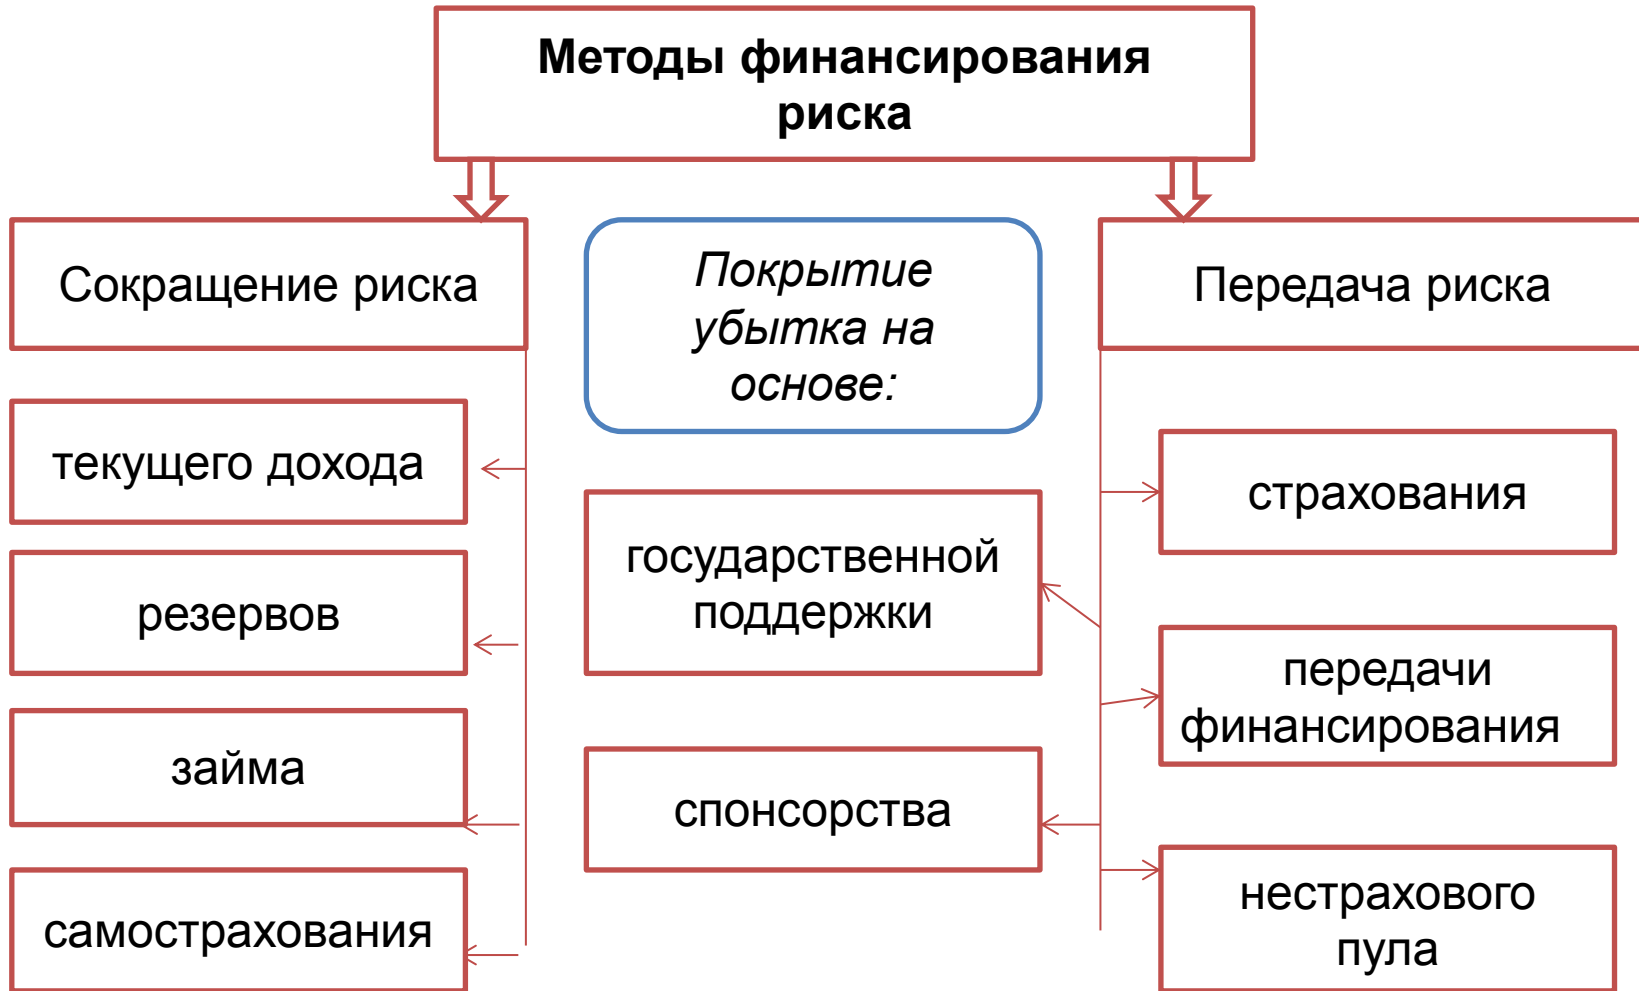 Методы финансирования
риска
Сокращение риска
Покрытие
убытка на
основе:
Передача риска
текущего дохода
резервов
займа
самострахования
государственной
поддержки
спонсорства
страхования
передачи
финансирования
нестрахового
пула